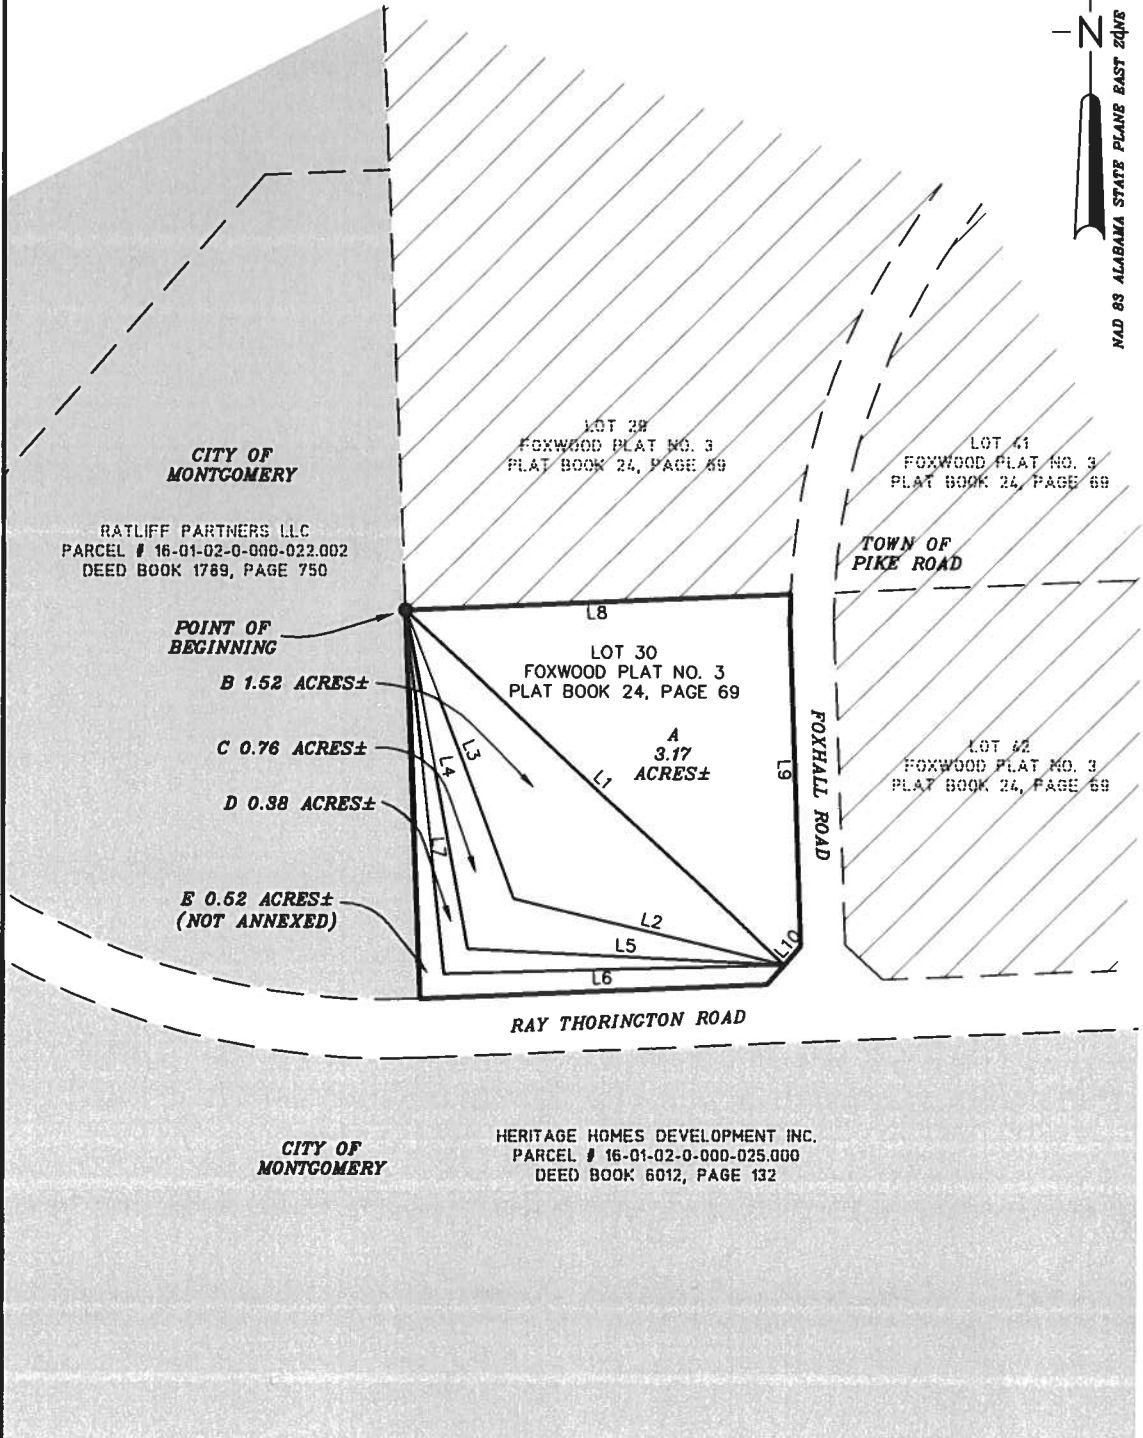 N
NAD 83 ALABAMA STATE PLANE EAST ZONE
LOT 29
FOXWOOD PLAT NO. 3
PLAT BOOK 24, PAGE 69
LOT 41
FOXWOOD PLAT NO. 3
PLAT BOOK 24, PAGE 69
CITY OF
MONTGOMERY
RATLIFF PARTNERS LLC
PARCEL # 16-01-02-0-000-022.002
DEED BOOK 1789, PAGE 750
TOWN OF
PIKE ROAD
POINT OF
BEGINNING
L8
LOT 30
FOXWOOD PLAT NO. 3
PLAT BOOK 24, PAGE 69
B 1.52 ACRES±
C 0.76 ACRES±
D 0.38 ACRES±
E 0.52 ACRES±
(NOT ANNEXED)
A
3.17
ACRES±
L3
L4
L1
L7
L9
FOXHALL ROAD
LOT 42
FOXWOOD PLAT NO. 3
PLAT BOOK 24, PAGE 69
L2
L5
L10
L6
RAY THORINGTON ROAD
CITY OF
MONTGOMERY
HERITAGE HOMES DEVELOPMENT INC.
PARCEL # 16-01-02-0-000-025.000
DEED BOOK 6012, PAGE 132